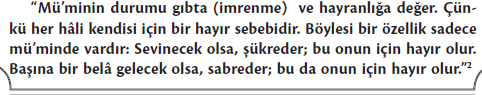 “Mü’minin durumu gıbta (imrenme)  ve hayranlığa değer. Çün-
kü her hâli kendisi için bir hayır sebebidir. Böylesi bir özellik sadece
mü’minde vardır: Sevinecek olsa, şükreder; bu onun için hayır olur.
Başına bir belâ gelecek olsa, sabreder; bu da onun için hayır olur.”²